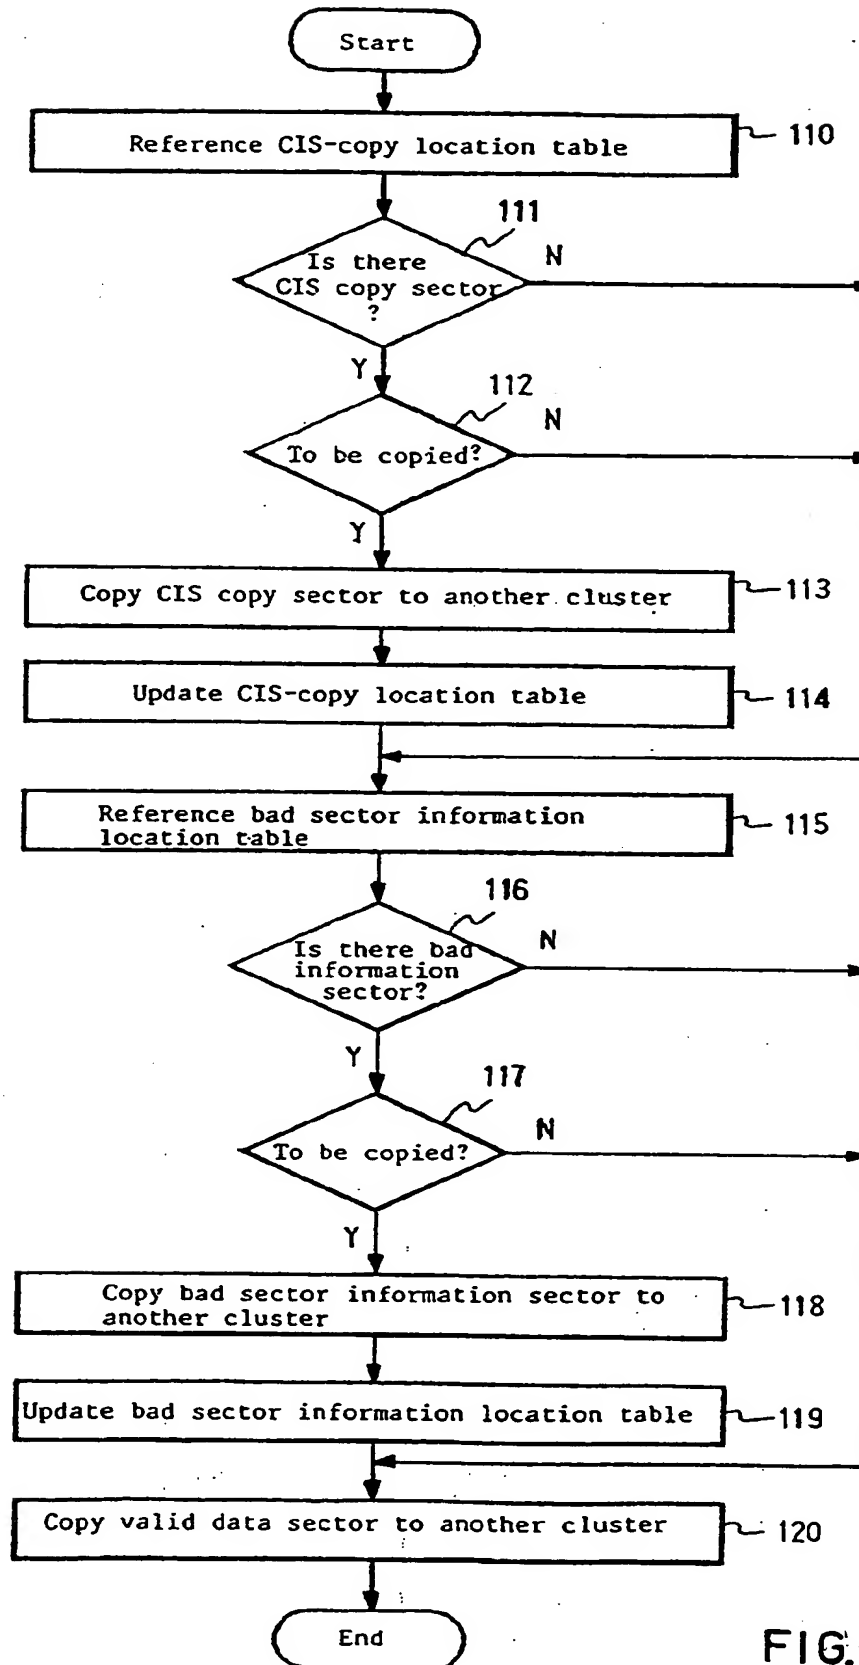 Start
Reference CIS-copy location table
110
111
Is there
CIS copy sector
?
N
Y
112
To be copied?
N
Y
Copy CIS copy sector to another cluster
113
Update CIS-copy location table
114
Reference bad sector information
location table
115
116
Is there bad
information
sector?
N
Y
117
To be copied?
N
Y
Copy bad sector information sector to
another cluster
118
Update bad sector information location table
119
Copy valid data sector to another cluster
120
End
FIG.